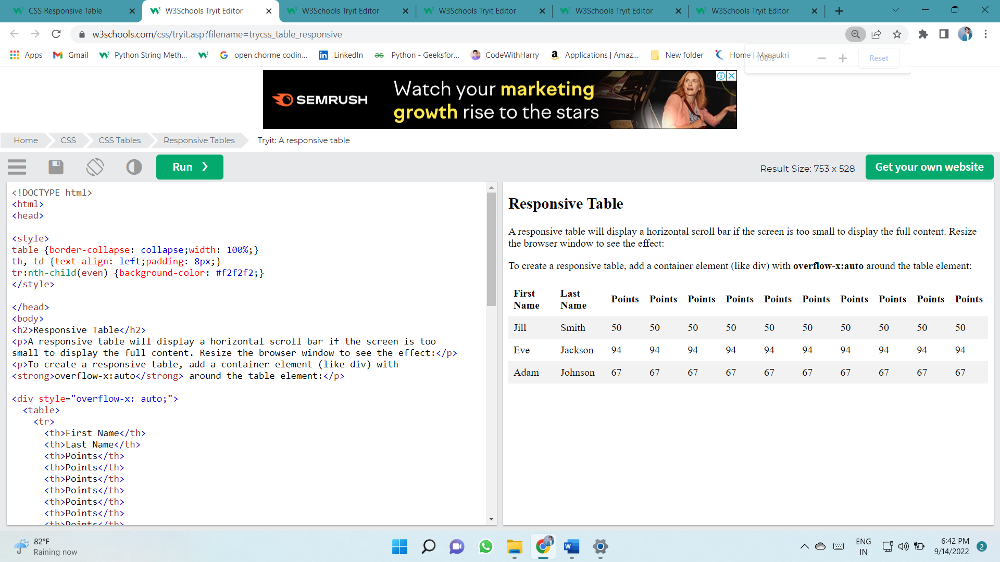 CSS Responsive Table
W3Schools Tryit Editor
W3Schools Tryit Editor
W3Schools Tryit Editor
W3Schools Tryit Editor
W3Schools Tryit Editor
w3schools.com/css/tryit.asp?filename=trycss_table_responsive
Apps
Gmail
Python String Meth...
open chorme codin...
LinkedIn
Python - Geeksfor...
CodeWithHarry
Applications | Amaz...
New folder
Home | Mynaukri
100%
Reset
SEMRUSH
Watch your marketing
growth rise to the stars
Home
CSS
CSS Tables
Responsive Tables
Tryit: A responsive table
Run ❯
Result Size: 753 x 528
Get your own website
<!DOCTYPE html>
<html>
<head>
<style>
table {border-collapse: collapse;width: 100%;}
th, td {text-align: left;padding: 8px;}
tr:nth-child(even) {background-color: #f2f2f2;}
</style>
</head>
<body>
<h2>Responsive Table</h2>
<p>A responsive table will display a horizontal scroll bar if the screen is too
small to display the full content. Resize the browser window to see the effect:</p>
<p>To create a responsive table, add a container element (like div) with
<strong>overflow-x:auto</strong> around the table element:</p>
<div style="overflow-x: auto;">
<table>
<tr>
<th>First Name</th>
<th>Last Name</th>
<th>Points</th>
<th>Points</th>
<th>Points</th>
<th>Points</th>
<th>Points</th>
<th>Points</th>
<th>Points</th>
Responsive Table
A responsive table will display a horizontal scroll bar if the screen is too small to display the full content. Resize
the browser window to see the effect:
To create a responsive table, add a container element (like div) with overflow-x:auto around the table element:
First Name Last Name Points Points Points Points Points Points Points Points Points Points
Jill Smith 50 50 50 50 50 50 50 50 50 50
Eve Jackson 94 94 94 94 94 94 94 94 94 94
Adam Johnson 67 67 67 67 67 67 67 67 67 67
82°F
Raining now
ENG
IN
6:42 PM
9/14/2022
2